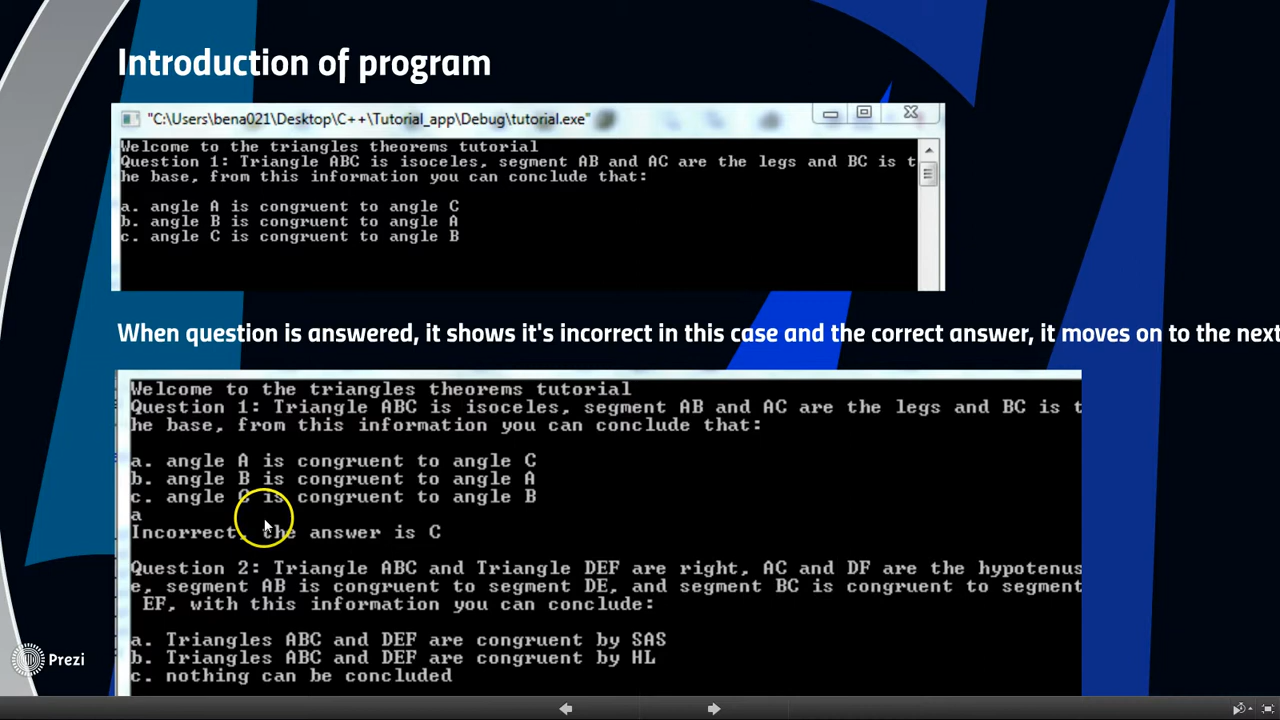 Introduction of program
"C:\Users\bena021\Desktop\C++\Tutorial_app\Debug\tutorial.exe"
Welcome to the triangles theorems tutorial
Question 1: Triangle ABC is isoceles, segment AB and AC are the legs and BC is t
he base, from this information you can conclude that:
a. angle A is congruent to angle C
b. angle B is congruent to angle A
c. angle C is congruent to angle B
When question is answered, it shows it's incorrect in this case and the correct answer, it moves on to the next
Welcome to the triangles theorems tutorial
Question 1: Triangle ABC is isoceles, segment AB and AC are the legs and BC is t
he base, from this information you can conclude that:
a. angle A is congruent to angle C
b. angle B is congruent to angle A
c. angle C is congruent to angle B
a
Incorrect, the answer is C
Question 2: Triangle ABC and Triangle DEF are right, AC and DF are the hypotenus
e, segment AB is congruent to segment DE, and segment BC is congruent to segment
EF, with this information you can conclude:
a. Triangles ABC and DEF are congruent by SAS
b. Triangles ABC and DEF are congruent by HL
c. nothing can be concluded
Prezi